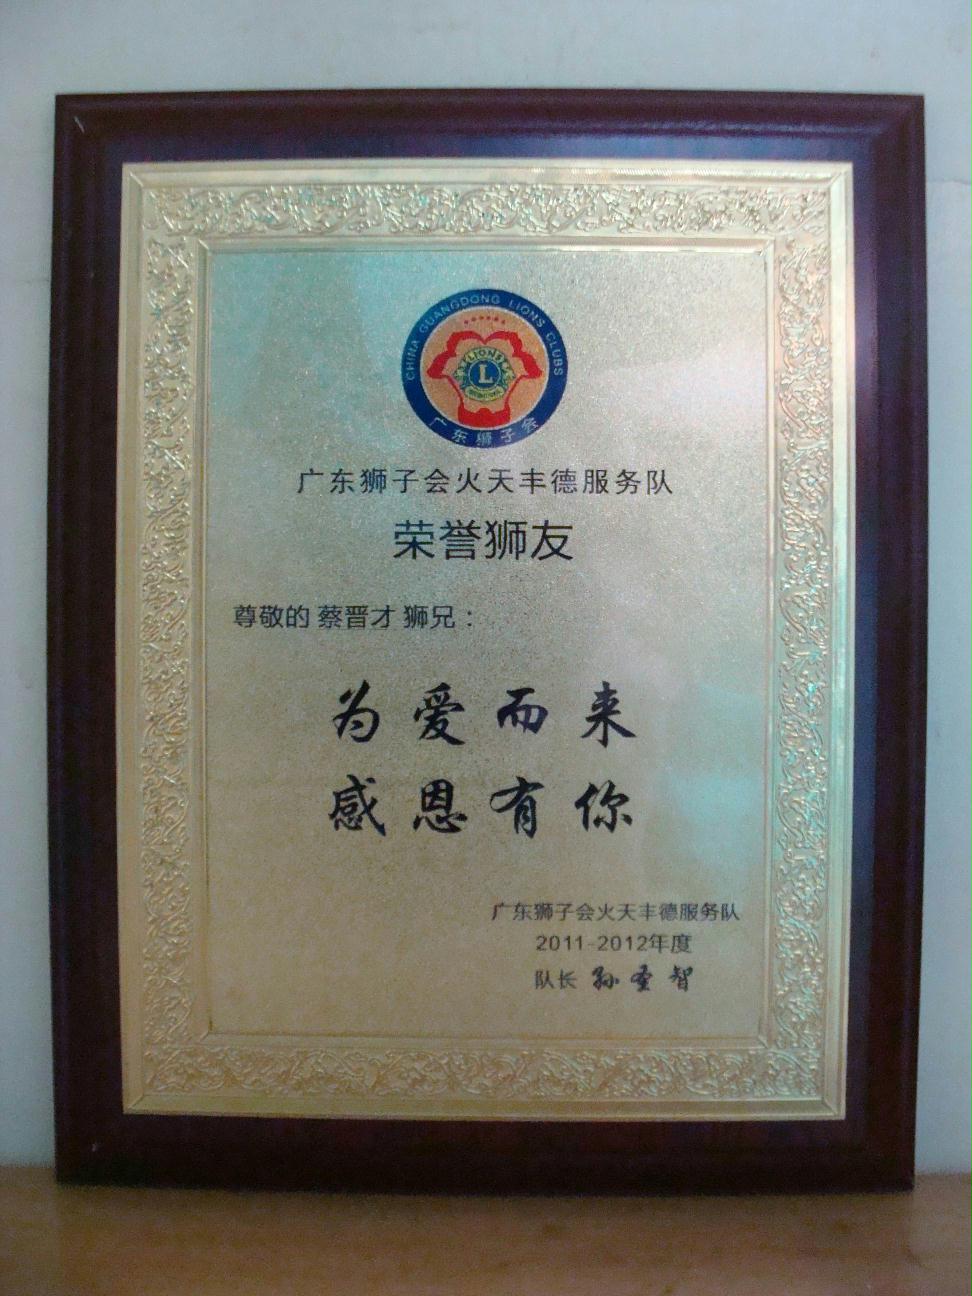 CHINA GUANGDONG LIONS CLUBS
LIONS
L
广东狮子会
广东狮子会火天丰德服务队
荣誉狮友
尊敬的 蔡晋才 狮兄：
为爱而来
感恩有你
广东狮子会火天丰德服务队
2011-2012年度
队长 孙圣智